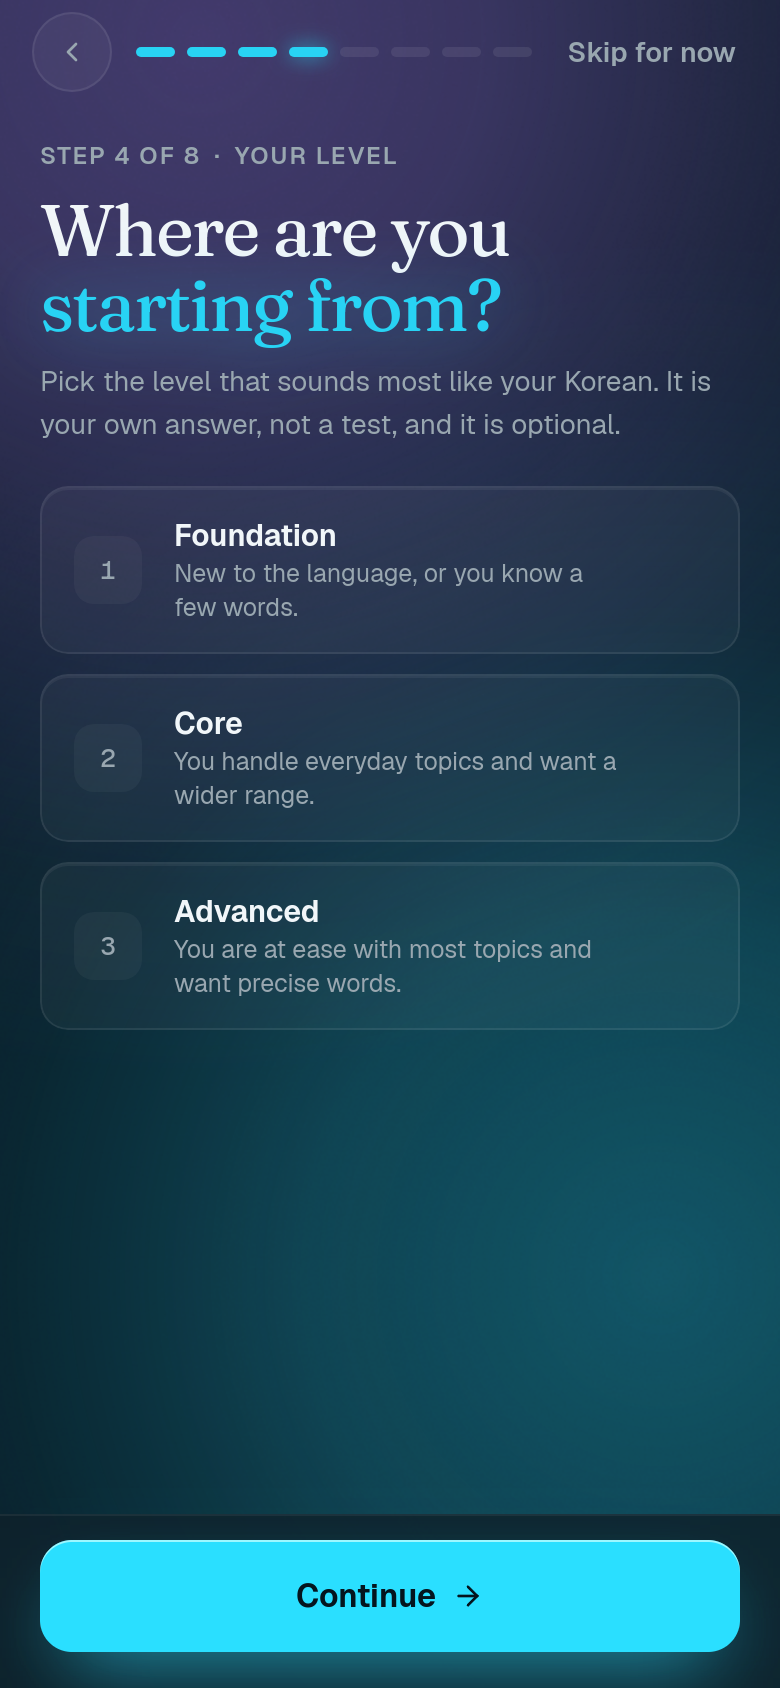 Skip for now
STEP 4 OF 8 · YOUR LEVEL
Where are you
starting from?
Pick the level that sounds most like your Korean. It is
your own answer, not a test, and it is optional.
1
Foundation
New to the language, or you know a
few words.
2
Core
You handle everyday topics and want a
wider range.
3
Advanced
You are at ease with most topics and
want precise words.
Continue →